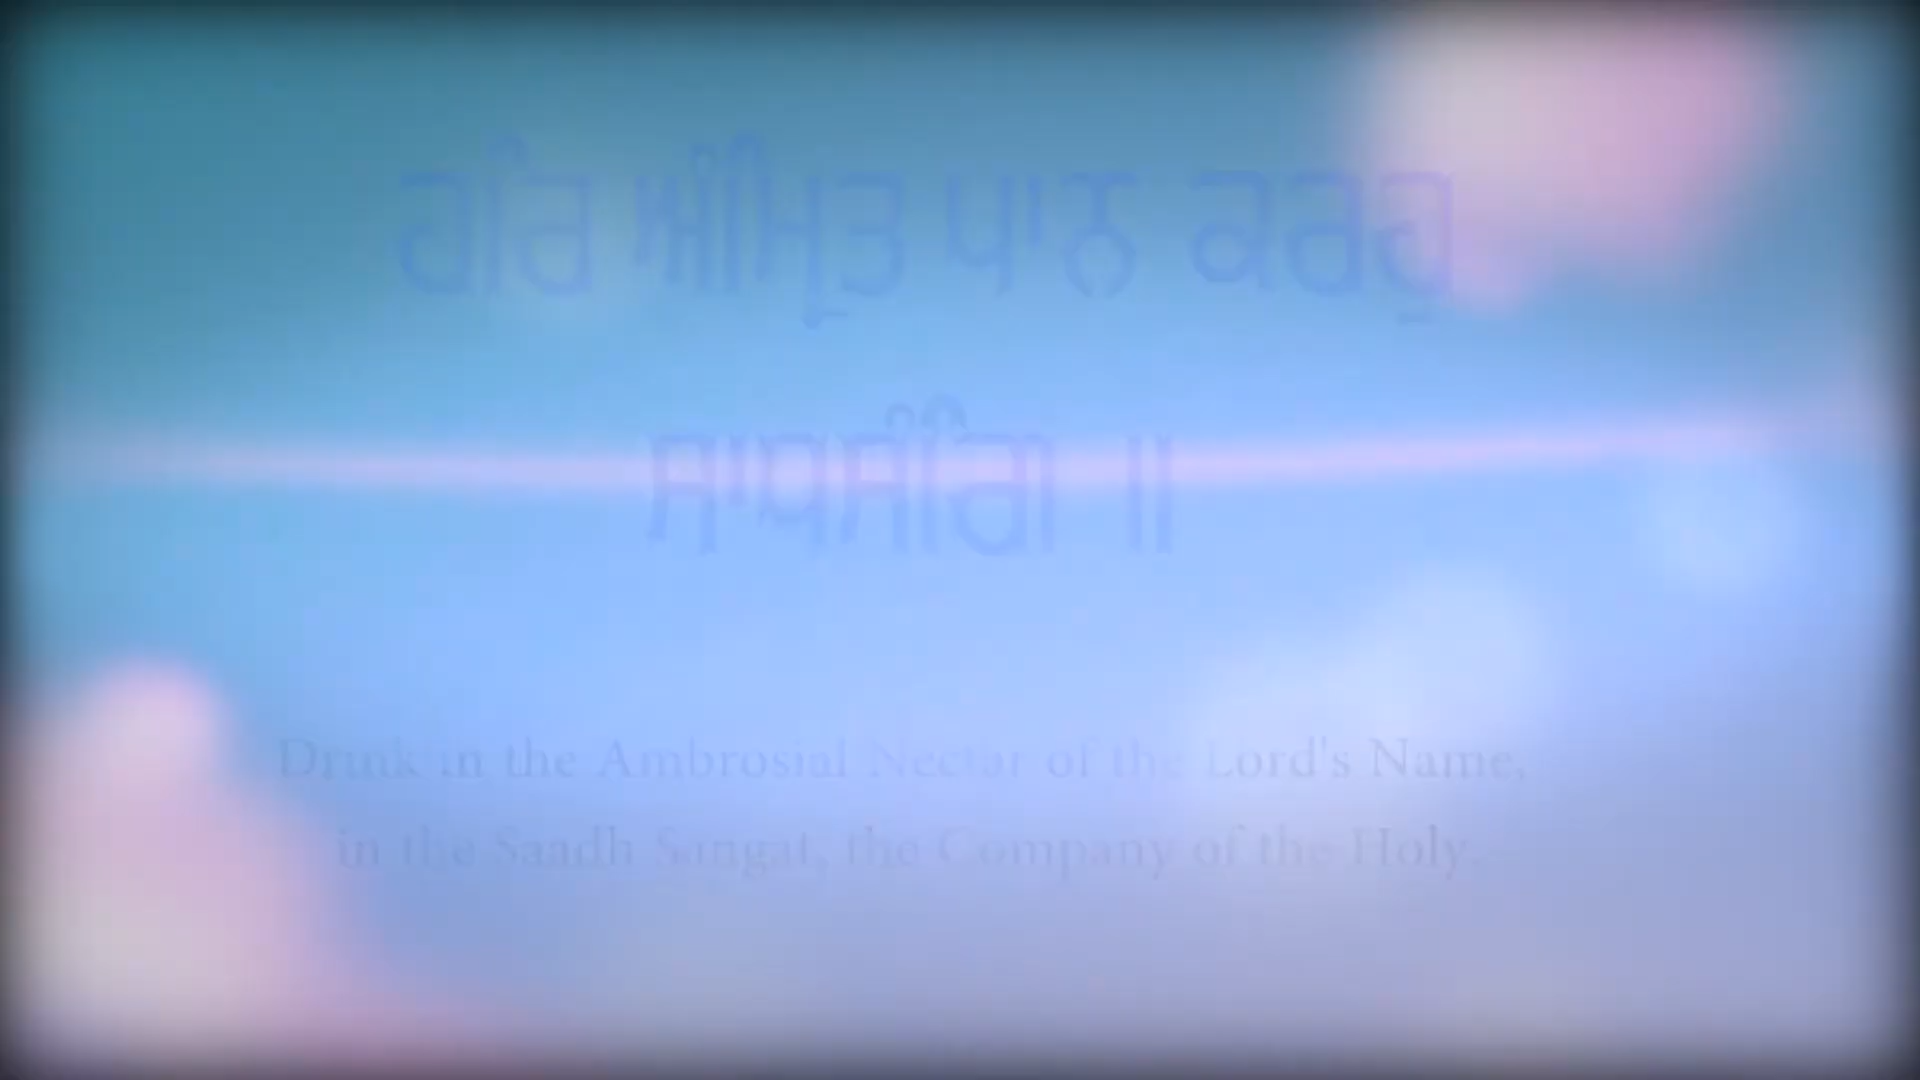 ਹਰਿ ਅੰਮ੍ਰਿਤ ਪਾਨ ਕਰਹੁ
ਸਾਧਸੰਗਿ ॥
Drink in the Ambrosial Nectar of the Lord's Name,
in the Saadh Sangat, the Company of the Holy.